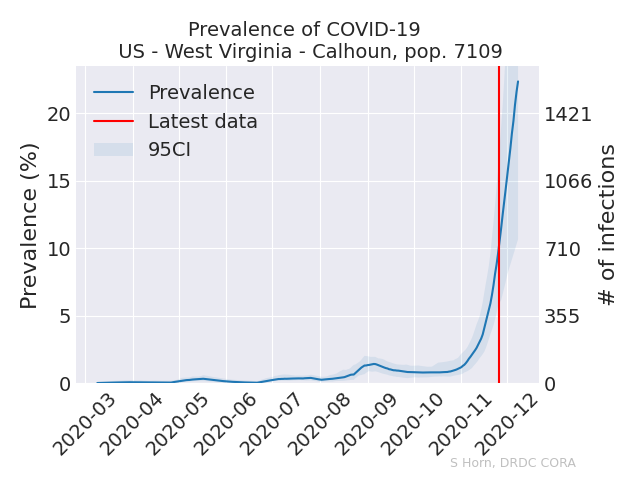 Prevalence of COVID-19
US - West Virginia - Calhoun, pop. 7109
Prevalence
Latest data
95CI
Prevalence (%)
20
15
10
5
0
1421
1066
710
355
0
# of infections
2020-03
2020-04
2020-05
2020-06
2020-07
2020-08
2020-09
2020-10
2020-11
2020-12
S Horn, DRDC CORA